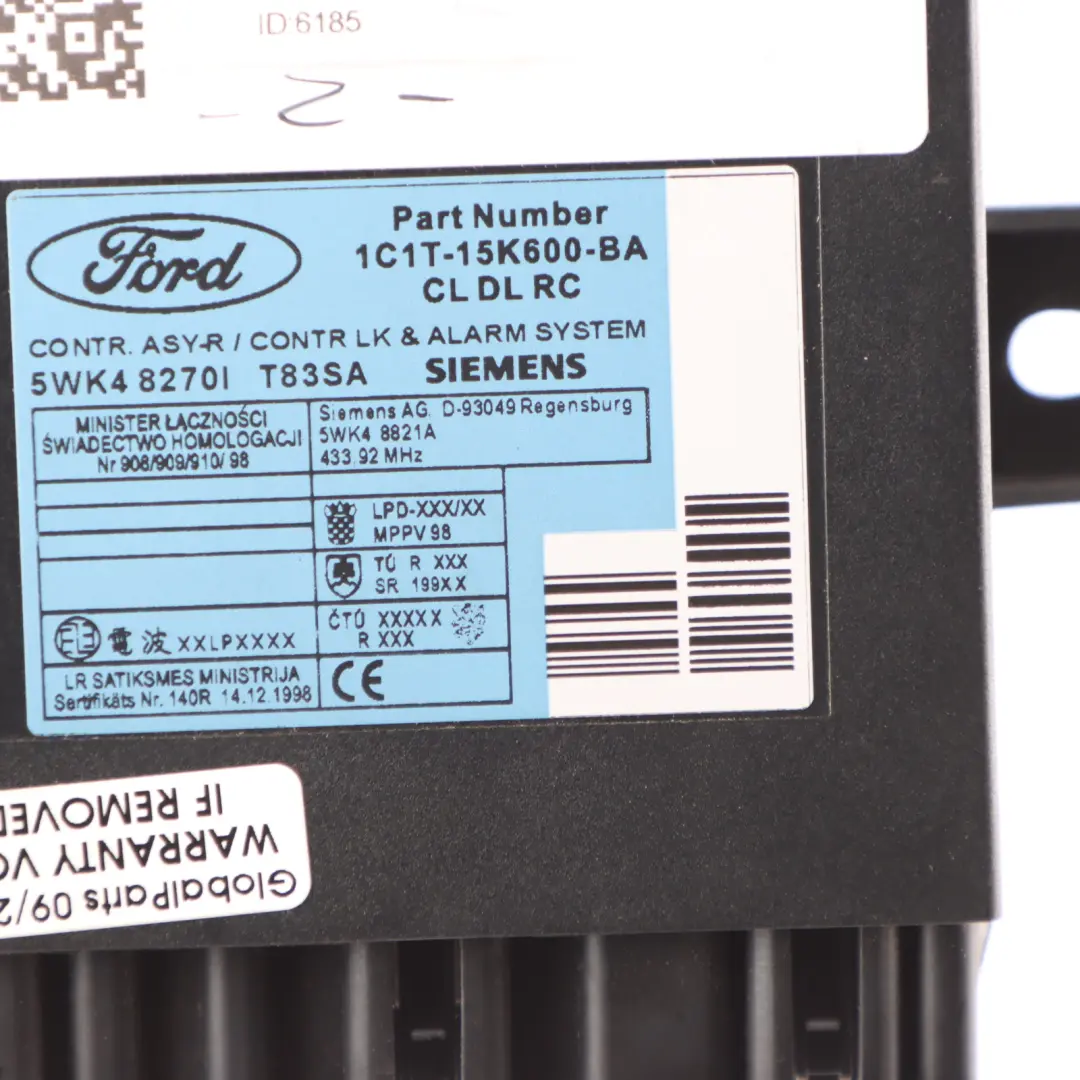 ID:6185
- 2 -
Ford
Part Number
1C1T-15K600-BA
CL DL RC
CONTR. ASY-R / CONTR LK & ALARM SYSTEM
5WK4 8270I T83SA SIEMENS
MINISTER ŁĄCZNOŚCI
ŚWIADECTWO HOMOLOGACJI
Nr 908/909/910/ 98
Siemens AG, D-93049 Regensburg
5WK4 8821A
433,92 MHz
LPD-XXX/XX
MPPV 98
TÚ R XXX
SR 199XX
電波 XXLPXXXX
ČTÚ XXXXX
R XXX
LR SATIKSMES MINISTRIJA
Sertifikāts Nr. 140R 14.12.1998
CE
GlobalParts 09/2
WARRANTY
IF